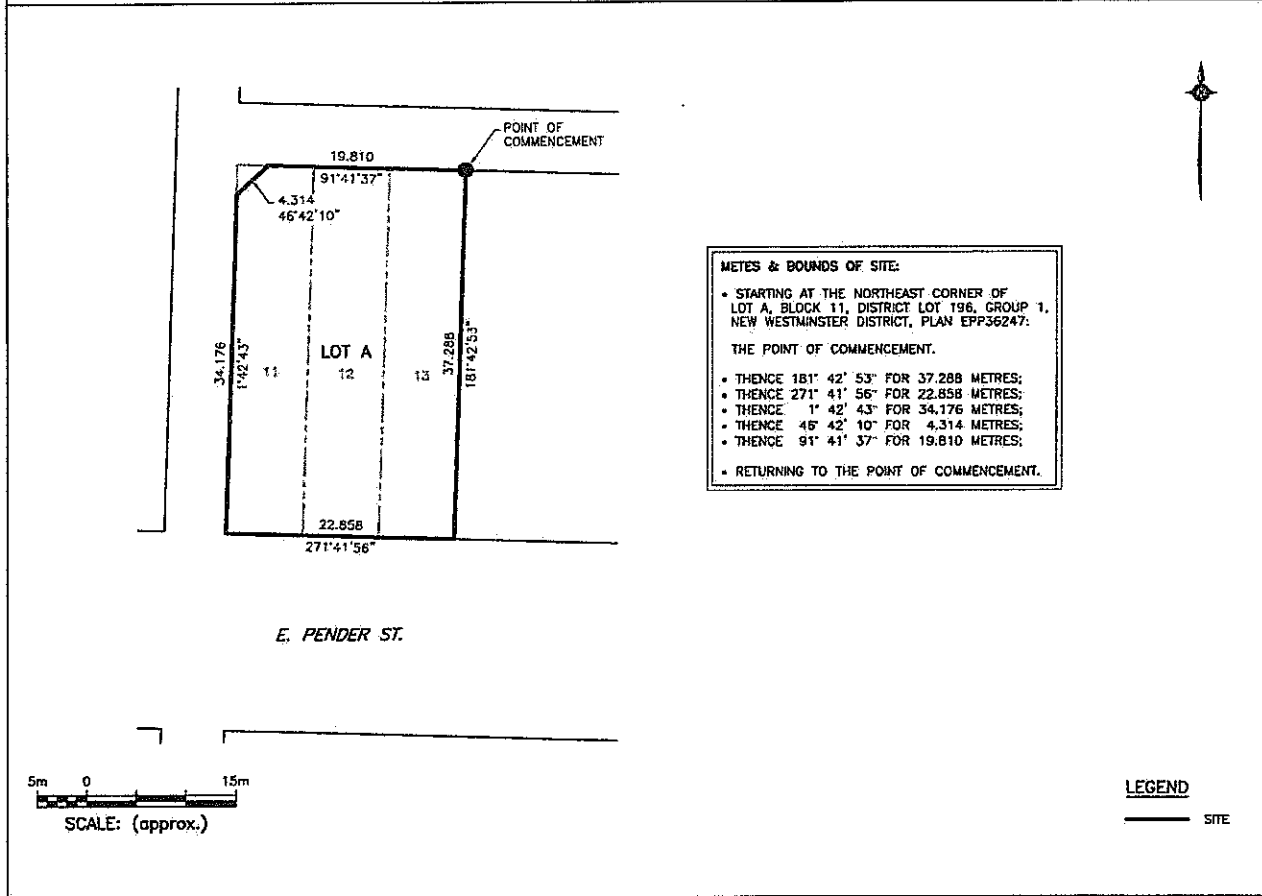 POINT OF
COMMENCEMENT
19.810
91°41'37"
4.314
46°42'10"
34.176
1°42'43"
LOT A
11
12
13
37.288
181°42'53"
22.858
271°41'56"
E. PENDER ST.
METES & BOUNDS OF SITE:
• STARTING AT THE NORTHEAST CORNER OF
LOT A, BLOCK 11, DISTRICT LOT 196, GROUP 1,
NEW WESTMINSTER DISTRICT, PLAN EPP36247:
THE POINT OF COMMENCEMENT.
• THENCE 181° 42' 53" FOR 37.288 METRES;
• THENCE 271° 41' 56" FOR 22.858 METRES;
• THENCE 1° 42' 43" FOR 34.176 METRES;
• THENCE 46° 42' 10" FOR 4.314 METRES;
• THENCE 91° 41' 37" FOR 19.810 METRES;
• RETURNING TO THE POINT OF COMMENCEMENT.
5m 0 15m
SCALE: (approx.)
LEGEND
SITE